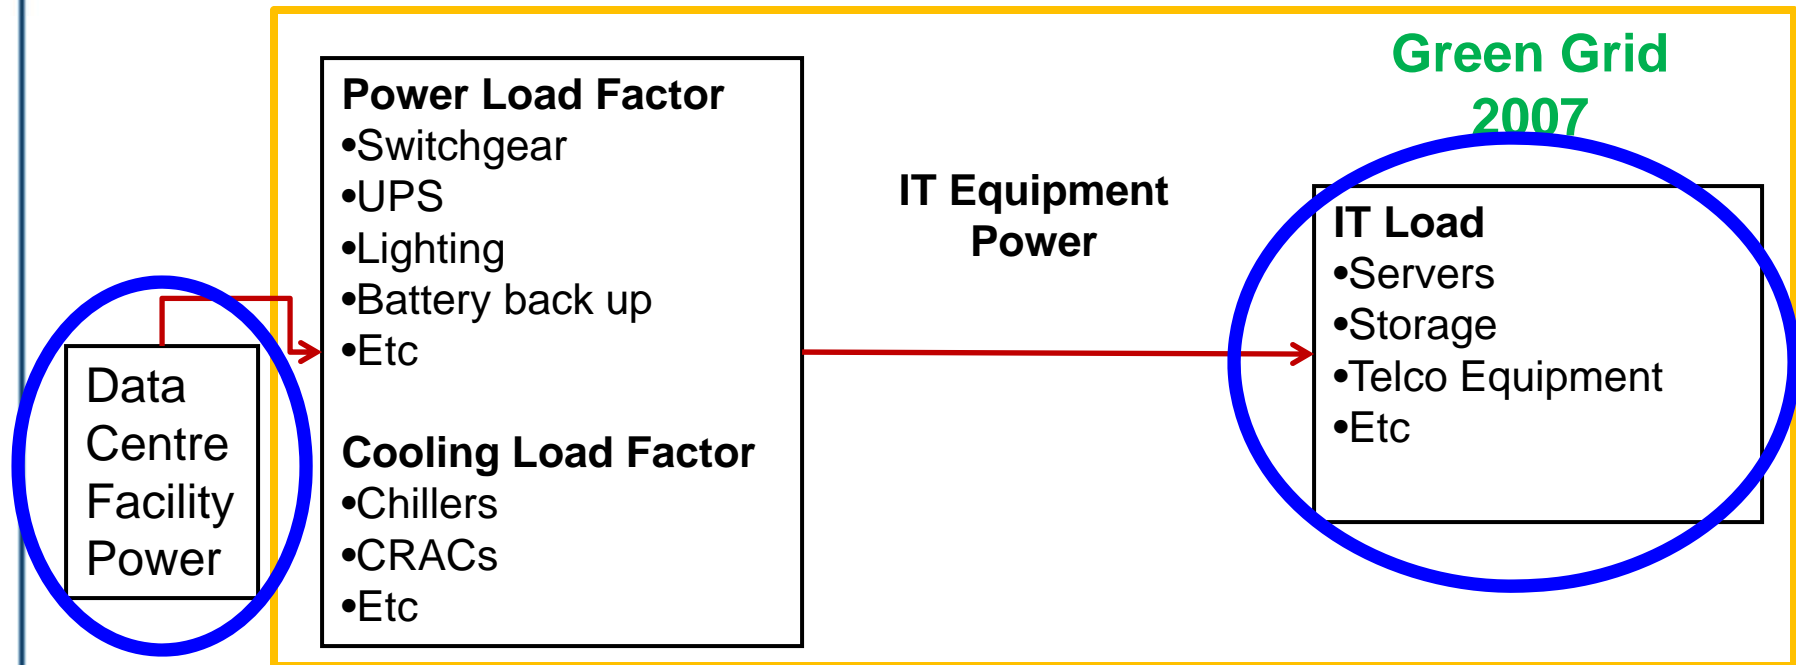 Green Grid
2007
Power Load Factor
•Switchgear
•UPS
•Lighting
•Battery back up
•Etc
Cooling Load Factor
•Chillers
•CRACs
•Etc
IT Equipment
Power
IT Load
•Servers
•Storage
•Telco Equipment
•Etc
Data
Centre
Facility
Power